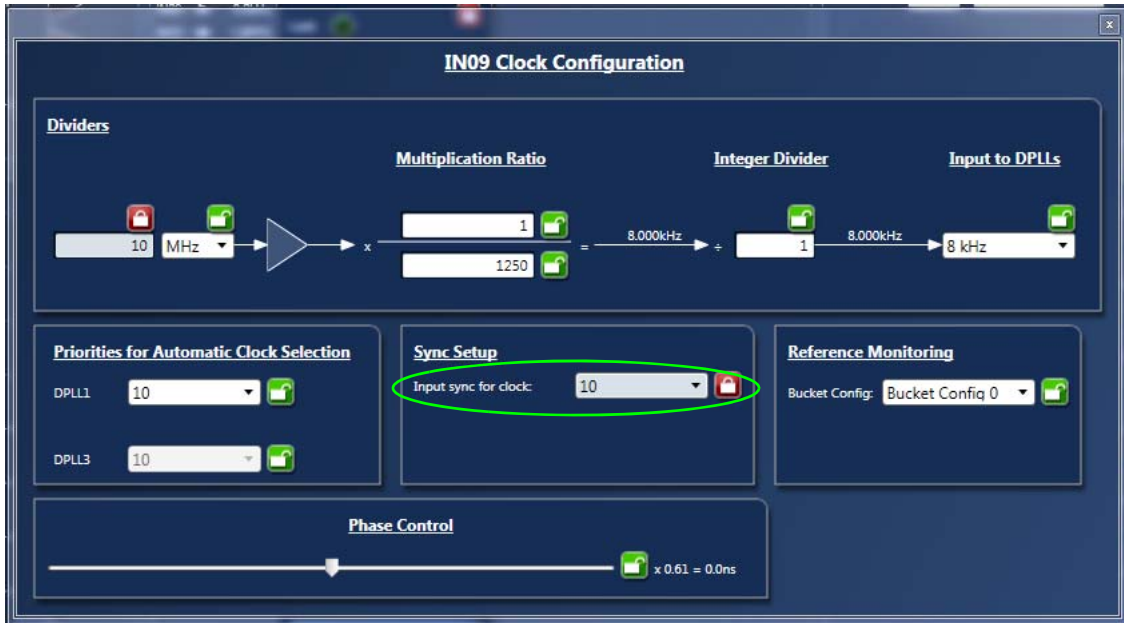 x
IN09 Clock Configuration
Dividers
Multiplication Ratio
Integer Divider
Input to DPLLs
10 MHz x 1 = 8.000kHz ÷ 1 8.000kHz 8 kHz
1250
Priorities for Automatic Clock Selection
DPLL1 10
DPLL3 10
Sync Setup
Input sync for clock: 10
Reference Monitoring
Bucket Config: Bucket Config 0
Phase Control
x 0.61 = 0.0ns